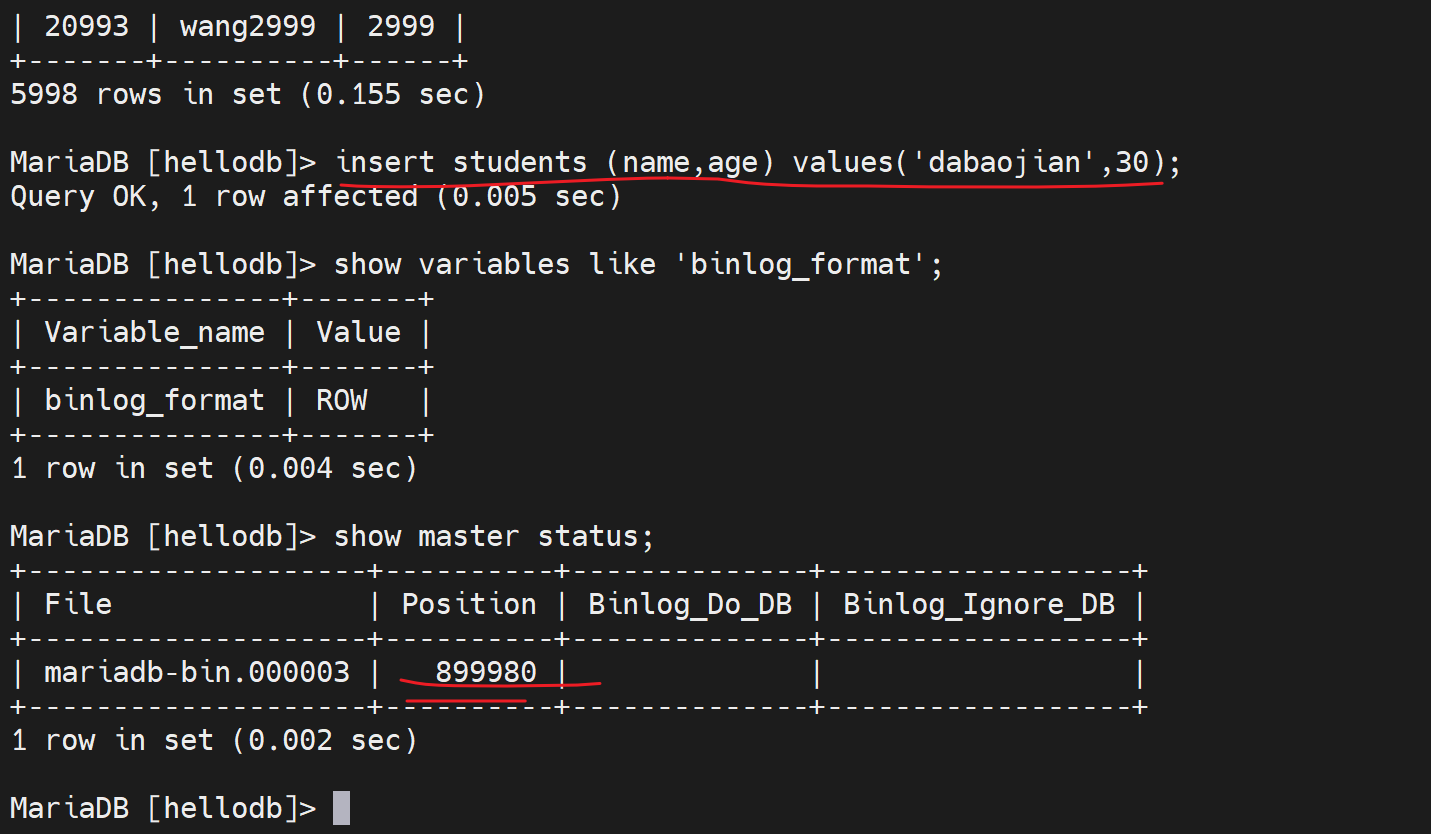 | 20993 | wang2999 | 2999 |
+-------+----------+------+
5998 rows in set (0.155 sec)
MariaDB [hellodb]> insert students (name,age) values('dabaojian',30);
Query OK, 1 row affected (0.005 sec)
MariaDB [hellodb]> show variables like 'binlog_format';
+---------------+-------+
| Variable_name | Value |
+---------------+-------+
| binlog_format | ROW   |
+---------------+-------+
1 row in set (0.004 sec)
MariaDB [hellodb]> show master status;
+--------------------+----------+--------------+------------------+
| File               | Position | Binlog_Do_DB | Binlog_Ignore_DB |
+--------------------+----------+--------------+------------------+
| mariadb-bin.000003 |   899980 |              |                  |
+--------------------+----------+--------------+------------------+
1 row in set (0.002 sec)
MariaDB [hellodb]>